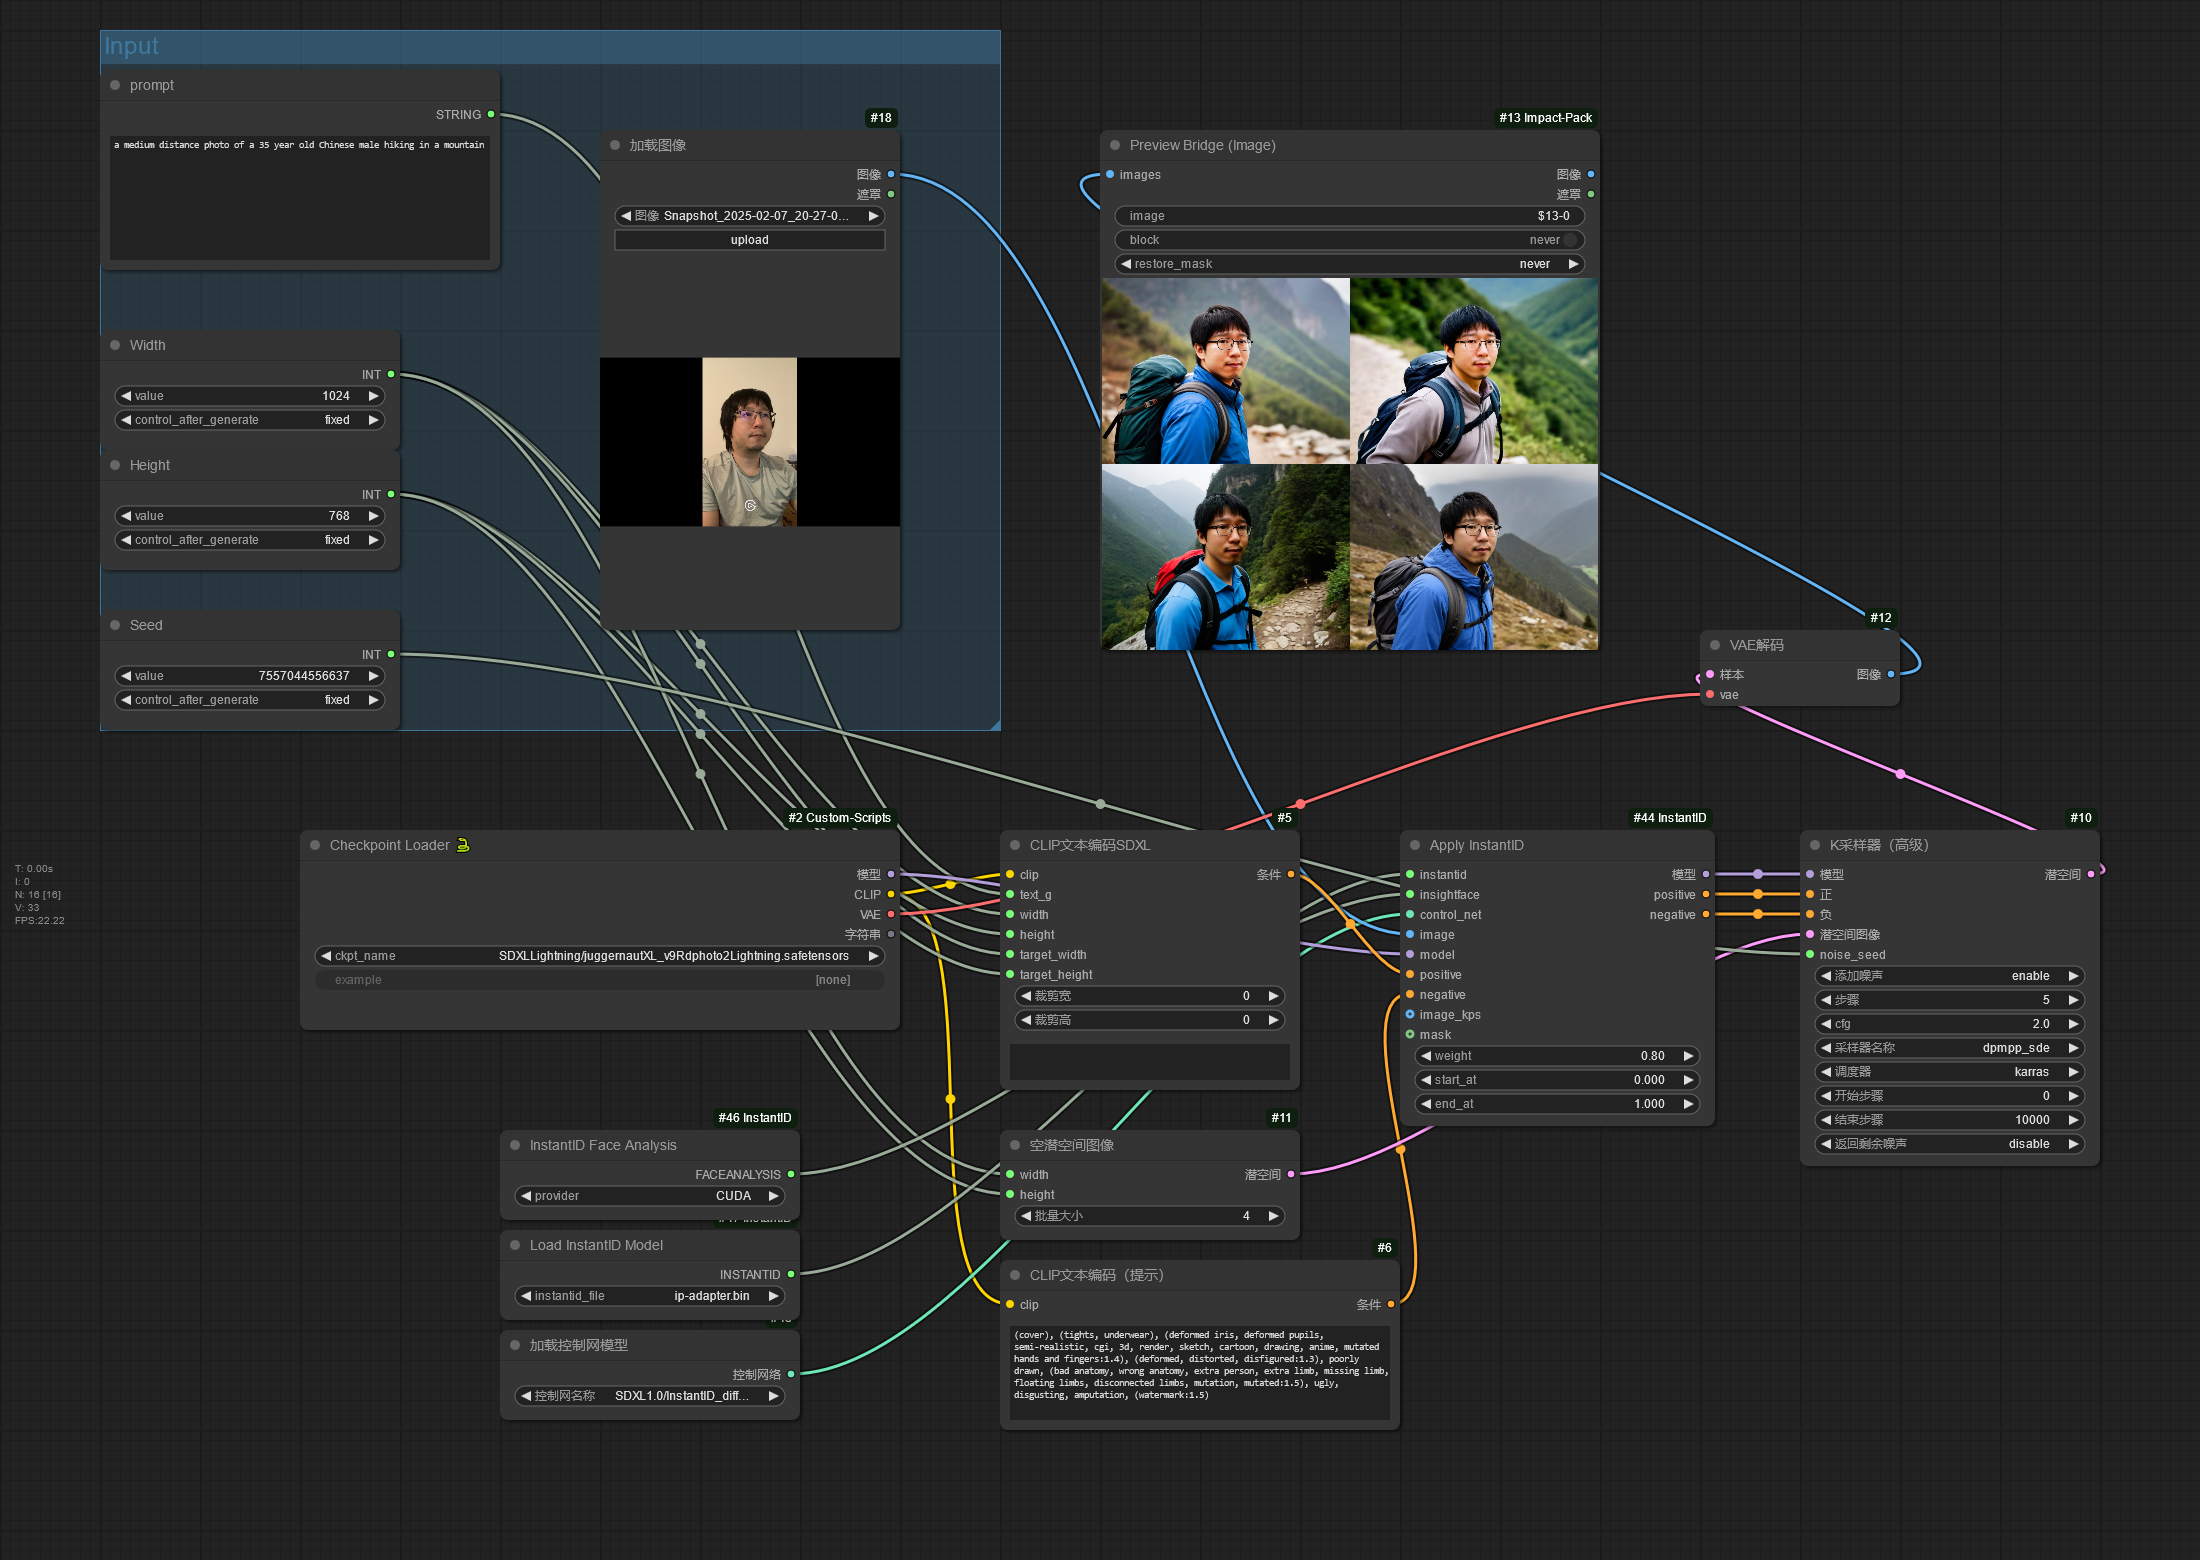 Input
prompt
STRING
a medium distance photo of a 35 year old Chinese male hiking in a mountain
#18
加载图像
图像
遮罩
图像 Snapshot_2025-02-07_20-27-0...
upload
Width
INT
value 1024
control_after_generate fixed
Height
INT
value 768
control_after_generate fixed
Seed
INT
value 7557044556637
control_after_generate fixed
#13 Impact-Pack
Preview Bridge (Image)
images 图像
遮罩
image $13-0
block never
restore_mask never
#12
VAE解码
样本 图像
vae
T: 0.00s
I: 0
N: 16 [16]
V: 33
FPS:22.22
#2 Custom-Scripts
Checkpoint Loader
模型
CLIP
VAE
字符串
ckpt_name SDXLLightning/juggernautXL_v9Rdphoto2Lightning.safetensors
example [none]
#5
CLIP文本编码SDXL
clip 条件
text_g
width
height
target_width
target_height
裁剪宽 0
裁剪高 0
#44 InstantID
Apply InstantID
instantid 模型
insightface positive
control_net negative
image
model
positive
negative
image_kps
mask
weight 0.80
start_at 0.000
end_at 1.000
#10
K采样器（高级）
模型 潜空间
正
负
潜空间图像
noise_seed
添加噪声 enable
步骤 5
cfg 2.0
采样器名称 dpmpp_sde
调度器 karras
开始步骤 0
结束步骤 10000
返回剩余噪声 disable
#46 InstantID
InstantID Face Analysis
FACEANALYSIS
provider CUDA
Load InstantID Model
INSTANTID
instantid_file ip-adapter.bin
加载控制网模型
控制网络
控制网名称 SDXL1.0/InstantID_diff...
#11
空潜空间图像
width 潜空间
height
批量大小 4
#6
CLIP文本编码（提示）
clip 条件
(cover), (tights, underwear), (deformed iris, deformed pupils,
semi-realistic, cgi, 3d, render, sketch, cartoon, drawing, anime, mutated
hands and fingers:1.4), (deformed, distorted, disfigured:1.3), poorly
drawn, (bad anatomy, wrong anatomy, extra person, extra limb, missing limb,
floating limbs, disconnected limbs, mutation, mutated:1.5), ugly,
disgusting, amputation, (watermark:1.5)